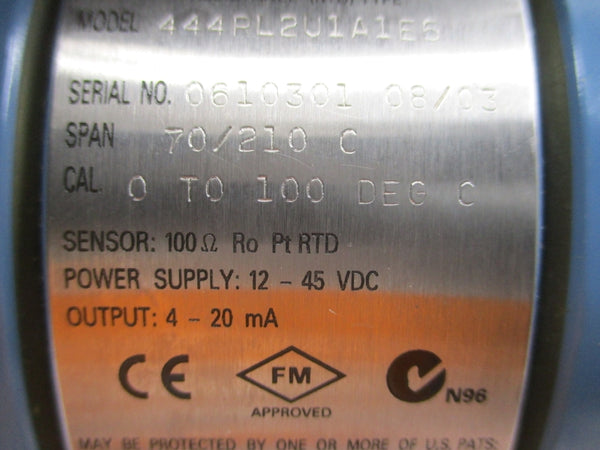 MODEL 444RL2U1A1E5
SERIAL NO. 0610301 08/03
SPAN 70/210 C
CAL. 0 TO 100 DEG C
SENSOR: 100Ω Ro Pt RTD
POWER SUPPLY: 12 – 45 VDC
OUTPUT: 4 – 20 mA
CE FM N96
APPROVED
MAY BE PROTECTED BY ONE OR MORE OF U.S. PATS: